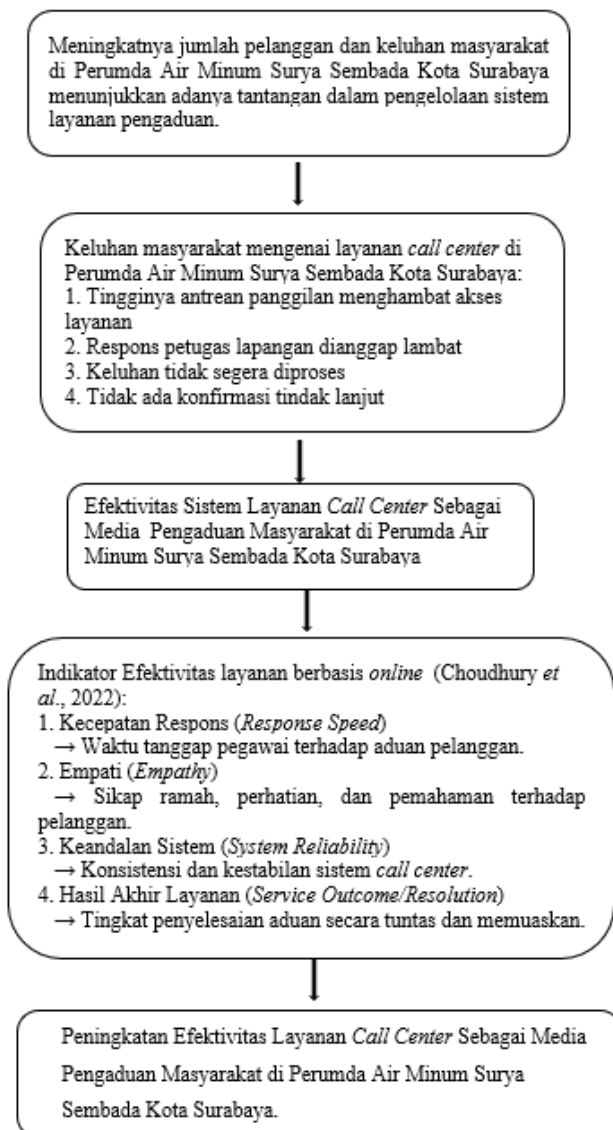 Meningkatnya jumlah pelanggan dan keluhan masyarakat
di Perumda Air Minum Surya Sembada Kota Surabaya
menunjukkan adanya tantangan dalam pengelolaan sistem
layanan pengaduan.
Keluhan masyarakat mengenai layanan call center di
Perumda Air Minum Surya Sembada Kota Surabaya:
1. Tingginya antrean panggilan menghambat akses
layanan
2. Respons petugas lapangan dianggap lambat
3. Keluhan tidak segera diproses
4. Tidak ada konfirmasi tindak lanjut
Efektivitas Sistem Layanan Call Center Sebagai
Media Pengaduan Masyarakat di Perumda Air
Minum Surya Sembada Kota Surabaya
Indikator Efektivitas layanan berbasis online (Choudhury et
al., 2022):
1. Kecepatan Respons (Response Speed)
→ Waktu tanggap pegawai terhadap aduan pelanggan.
2. Empati (Empathy)
→ Sikap ramah, perhatian, dan pemahaman terhadap
pelanggan.
3. Keandalan Sistem (System Reliability)
→ Konsistensi dan kestabilan sistem call center.
4. Hasil Akhir Layanan (Service Outcome/Resolution)
→ Tingkat penyelesaian aduan secara tuntas dan memuaskan.
Peningkatan Efektivitas Layanan Call Center Sebagai Media
Pengaduan Masyarakat di Perumda Air Minum Surya
Sembada Kota Surabaya.